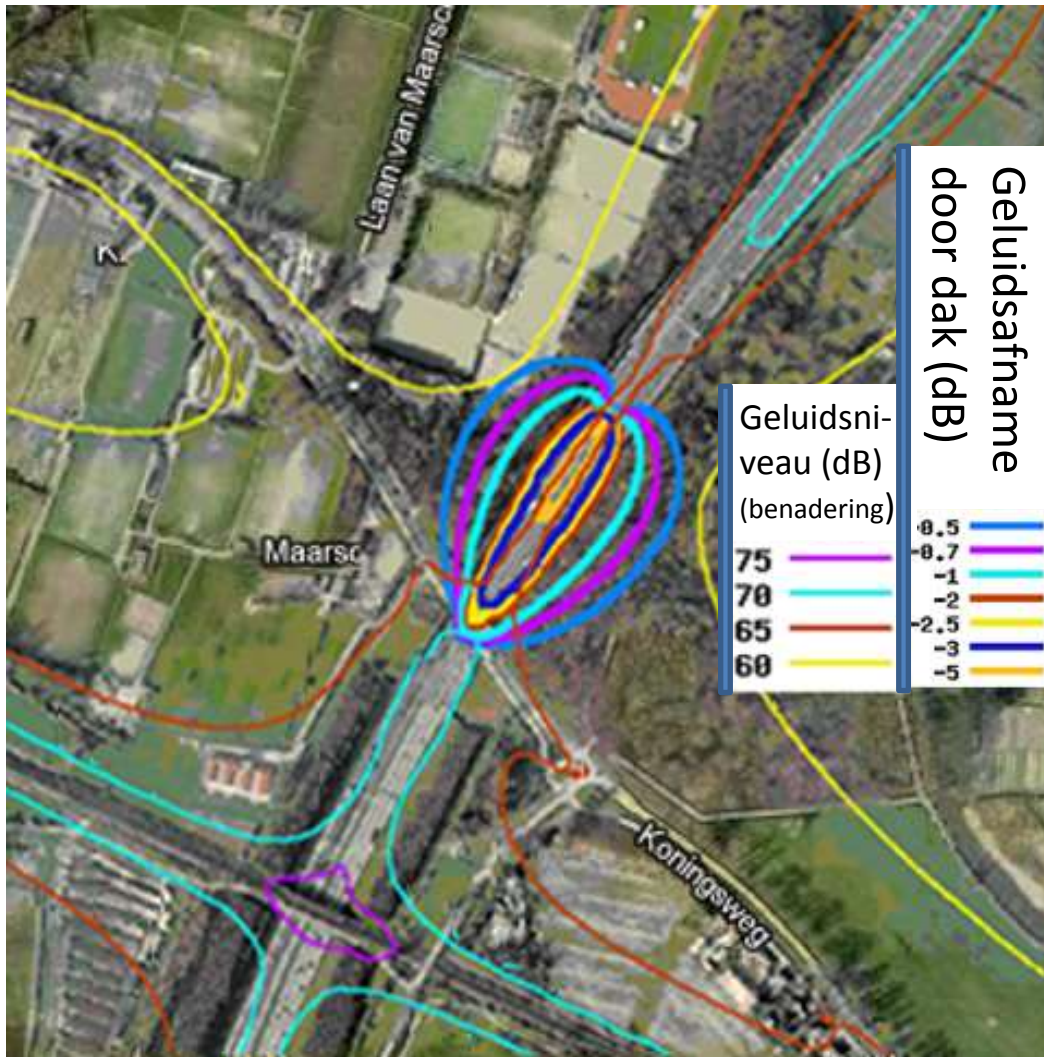 Laan van Maarsc
K.
Maarsc
Koningsweg
Geluidsni-
veau (dB)
(benadering)
75
70
65
60
Geluidsafname
door dak (dB)
-0.5
-0.7
-1
-2
-2.5
-3
-5